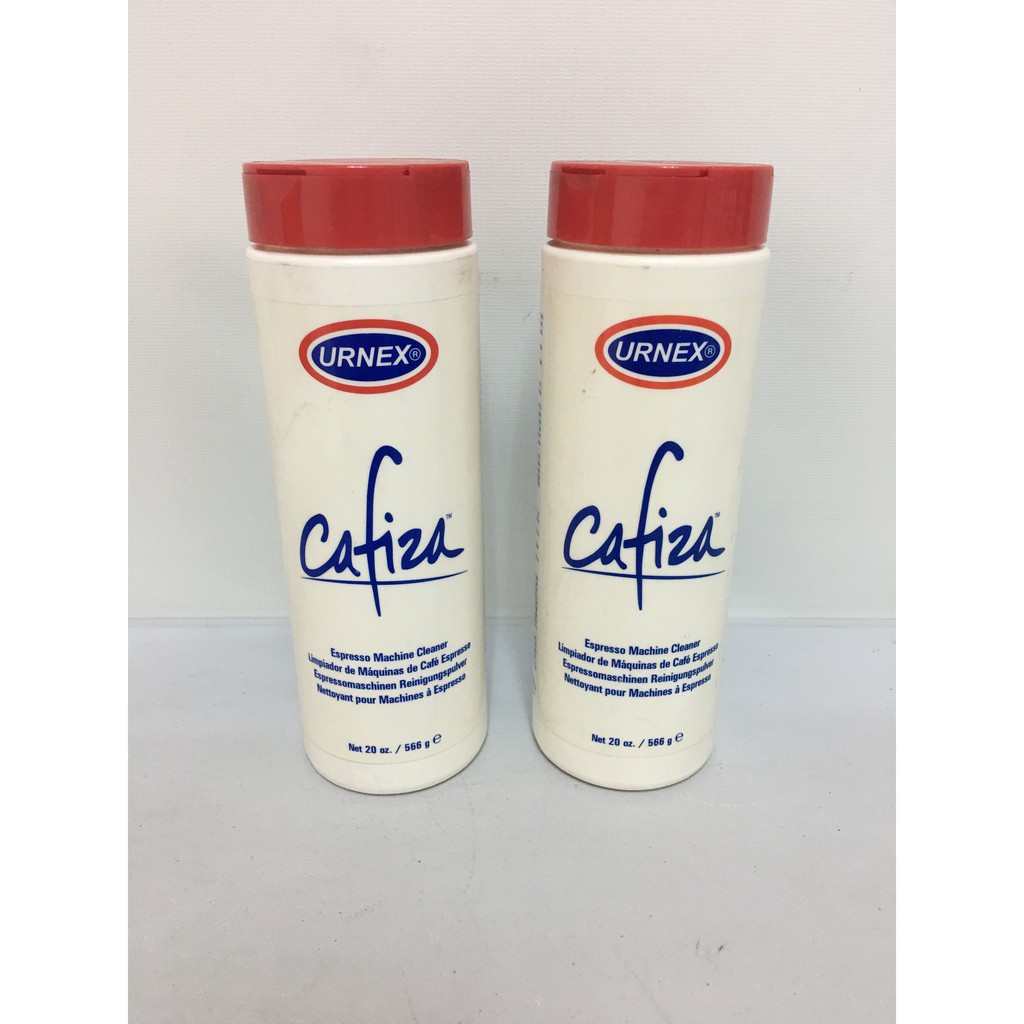 URNEX®
Cafiza™
Espresso Machine Cleaner
Limpiador de Máquinas de Café Espresso
Espressomaschinen Reinigungspulver
Nettoyant pour Machines à Espresso
Net 20 oz. / 566 g e
URNEX®
Cafiza™
Espresso Machine Cleaner
Limpiador de Máquinas de Café Espresso
Espressomaschinen Reinigungspulver
Nettoyant pour Machines à Espresso
Net 20 oz. / 566 g e